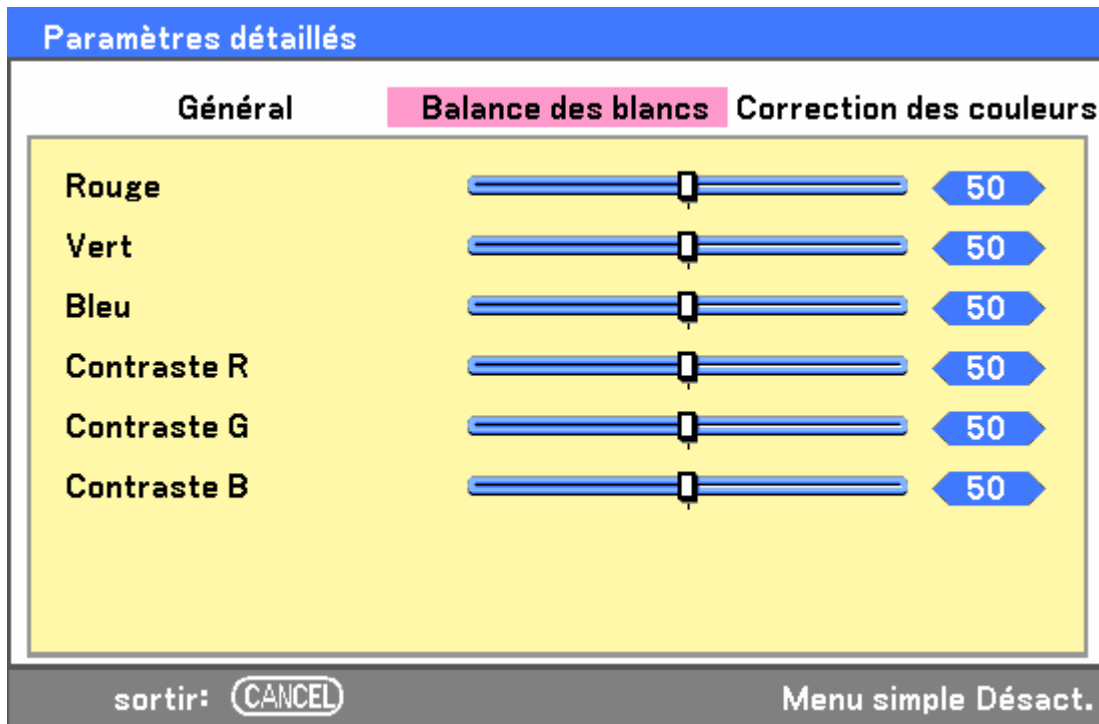 Paramètres détaillés
Général Balance des blancs Correction des couleurs
Rouge 50
Vert 50
Bleu 50
Contraste R 50
Contraste G 50
Contraste B 50
sortir: CANCEL Menu simple Désact.